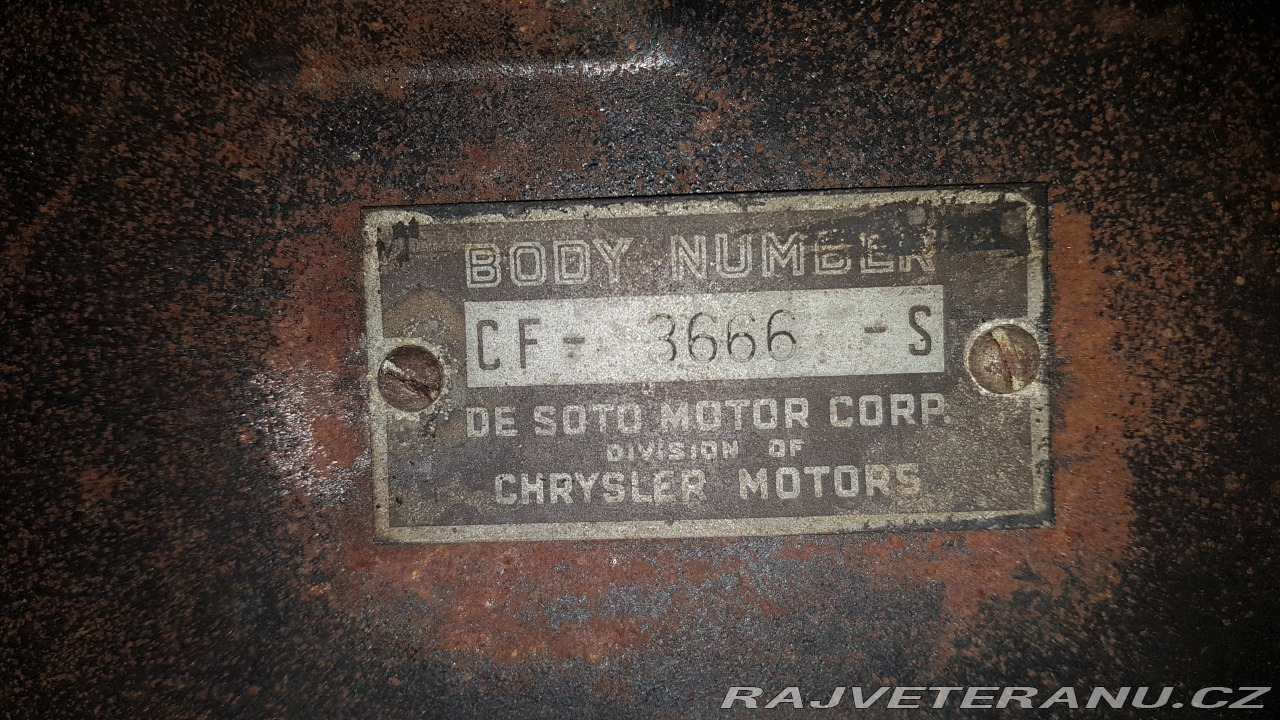 BODY NUMBER
CF- 3666 -S
DE SOTO MOTOR CORP.
DIVISION OF
CHRYSLER MOTORS
RAJVETERANU.CZ